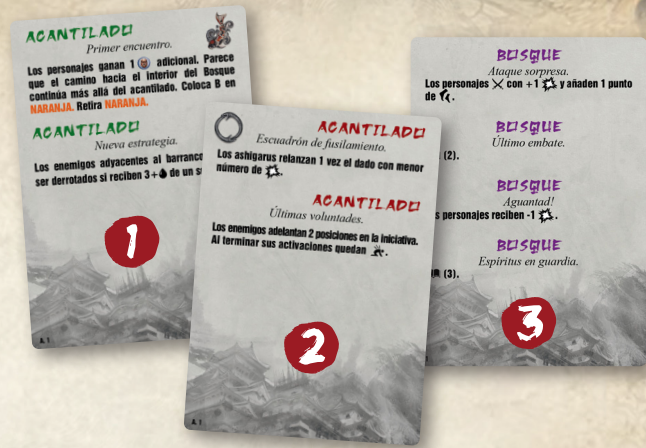 ACANTILADO
Primer encuentro.
Los personajes ganan 1 adicional. Parece
que el camino hacia el interior del Bosque
continúa más allá del acantilado. Coloca B en
NARANJA. Retira NARANJA.
ACANTILADO
Nueva estrategia.
Los enemigos adyacentes al barranco
ser derrotados si reciben 3+ de un
1
A. 1
ACANTILADO
Escuadrón de fusilamiento.
Los ashigarus relanzan 1 vez el dado con menor
número de .
ACANTILADO
Últimas voluntades.
Los enemigos adelantan 2 posiciones en la iniciativa.
Al terminar sus activaciones quedan .
2
A. 1
BOSQUE
Ataque sorpresa.
Los personajes con +1 y añaden 1 punto
de .
BOSQUE
Último embate.
(2).
BOSQUE
Aguantad!
s personajes reciben -1 .
BOSQUE
Espíritus en guardia.
(3).
3